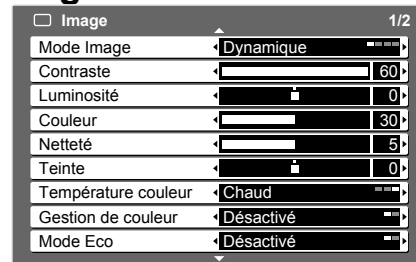 Image 1/2
Mode Image Dynamique
Contraste 60
Luminosité 0
Couleur 30
Netteté 5
Teinte 0
Température couleur Chaud
Gestion de couleur Désactivé
Mode Eco Désactivé